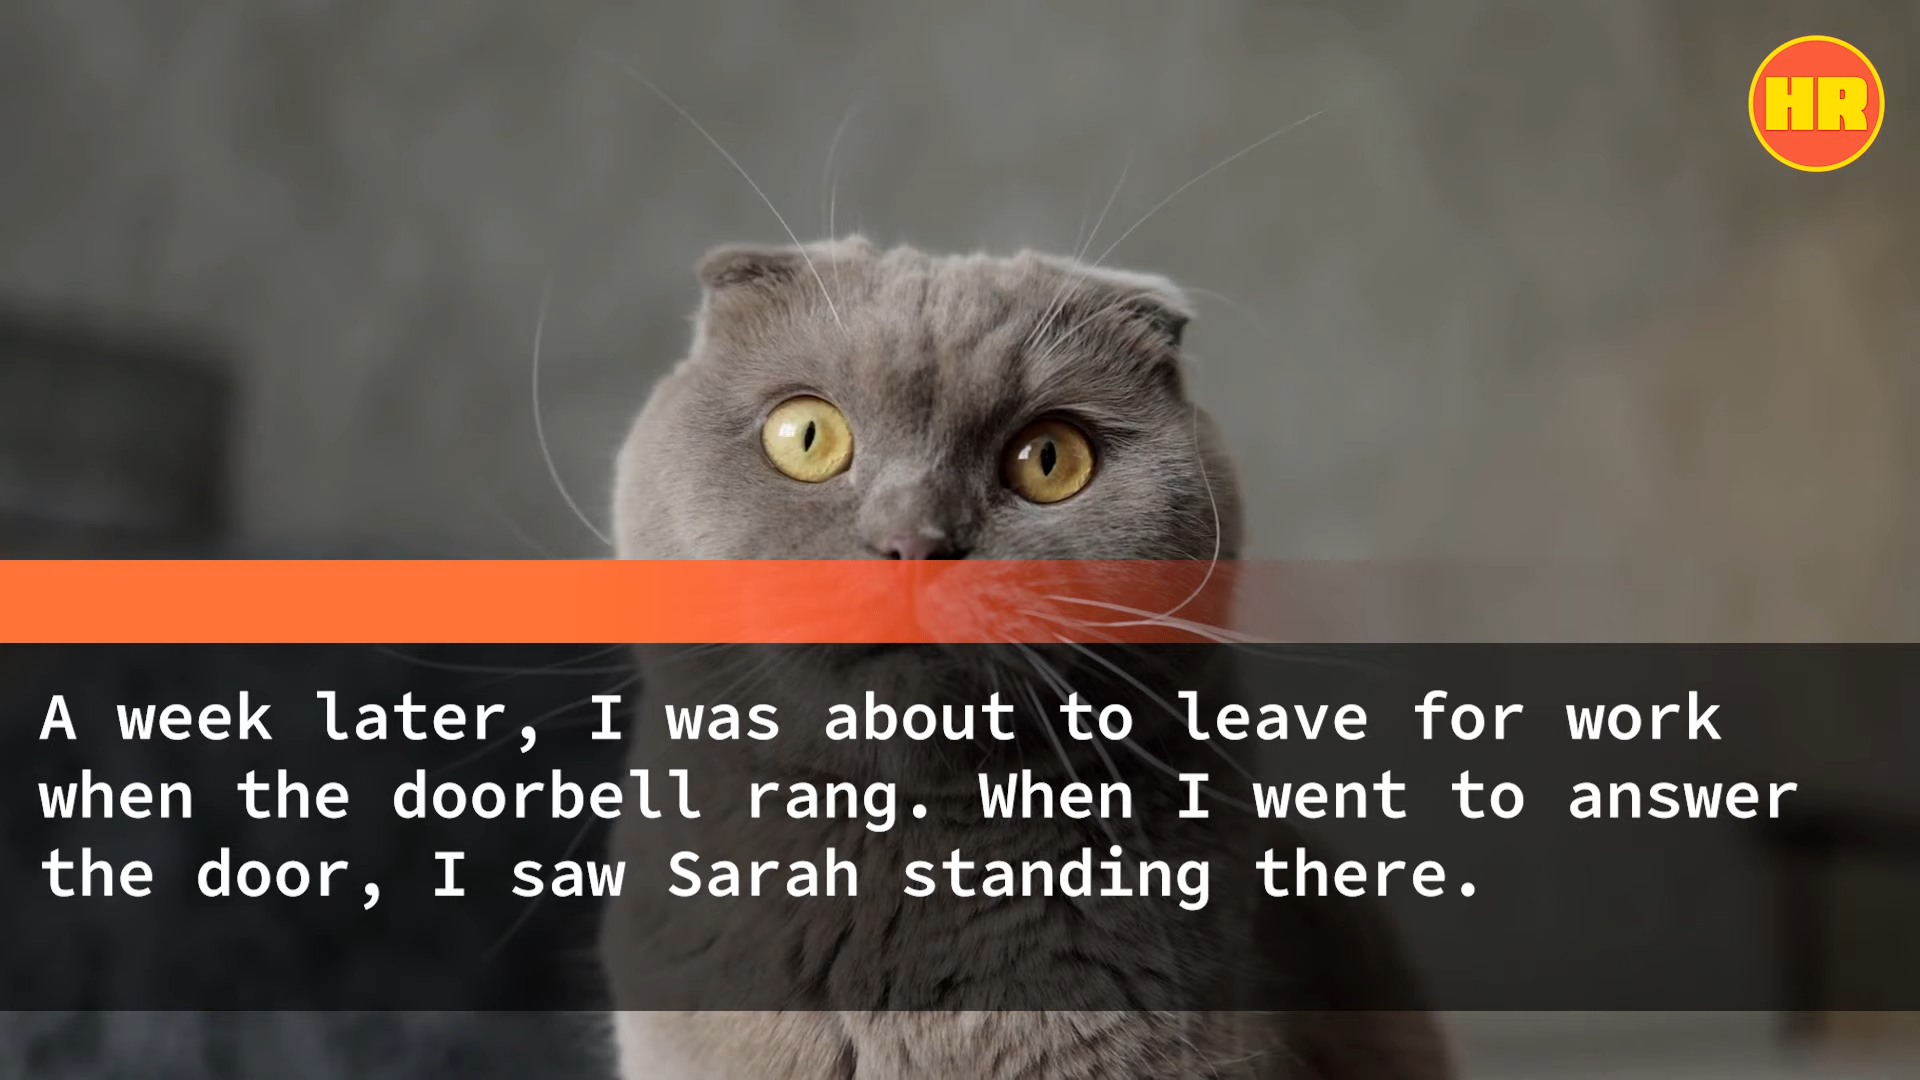 HR
A week later, I was about to leave for work
when the doorbell rang. When I went to answer
the door, I saw Sarah standing there.